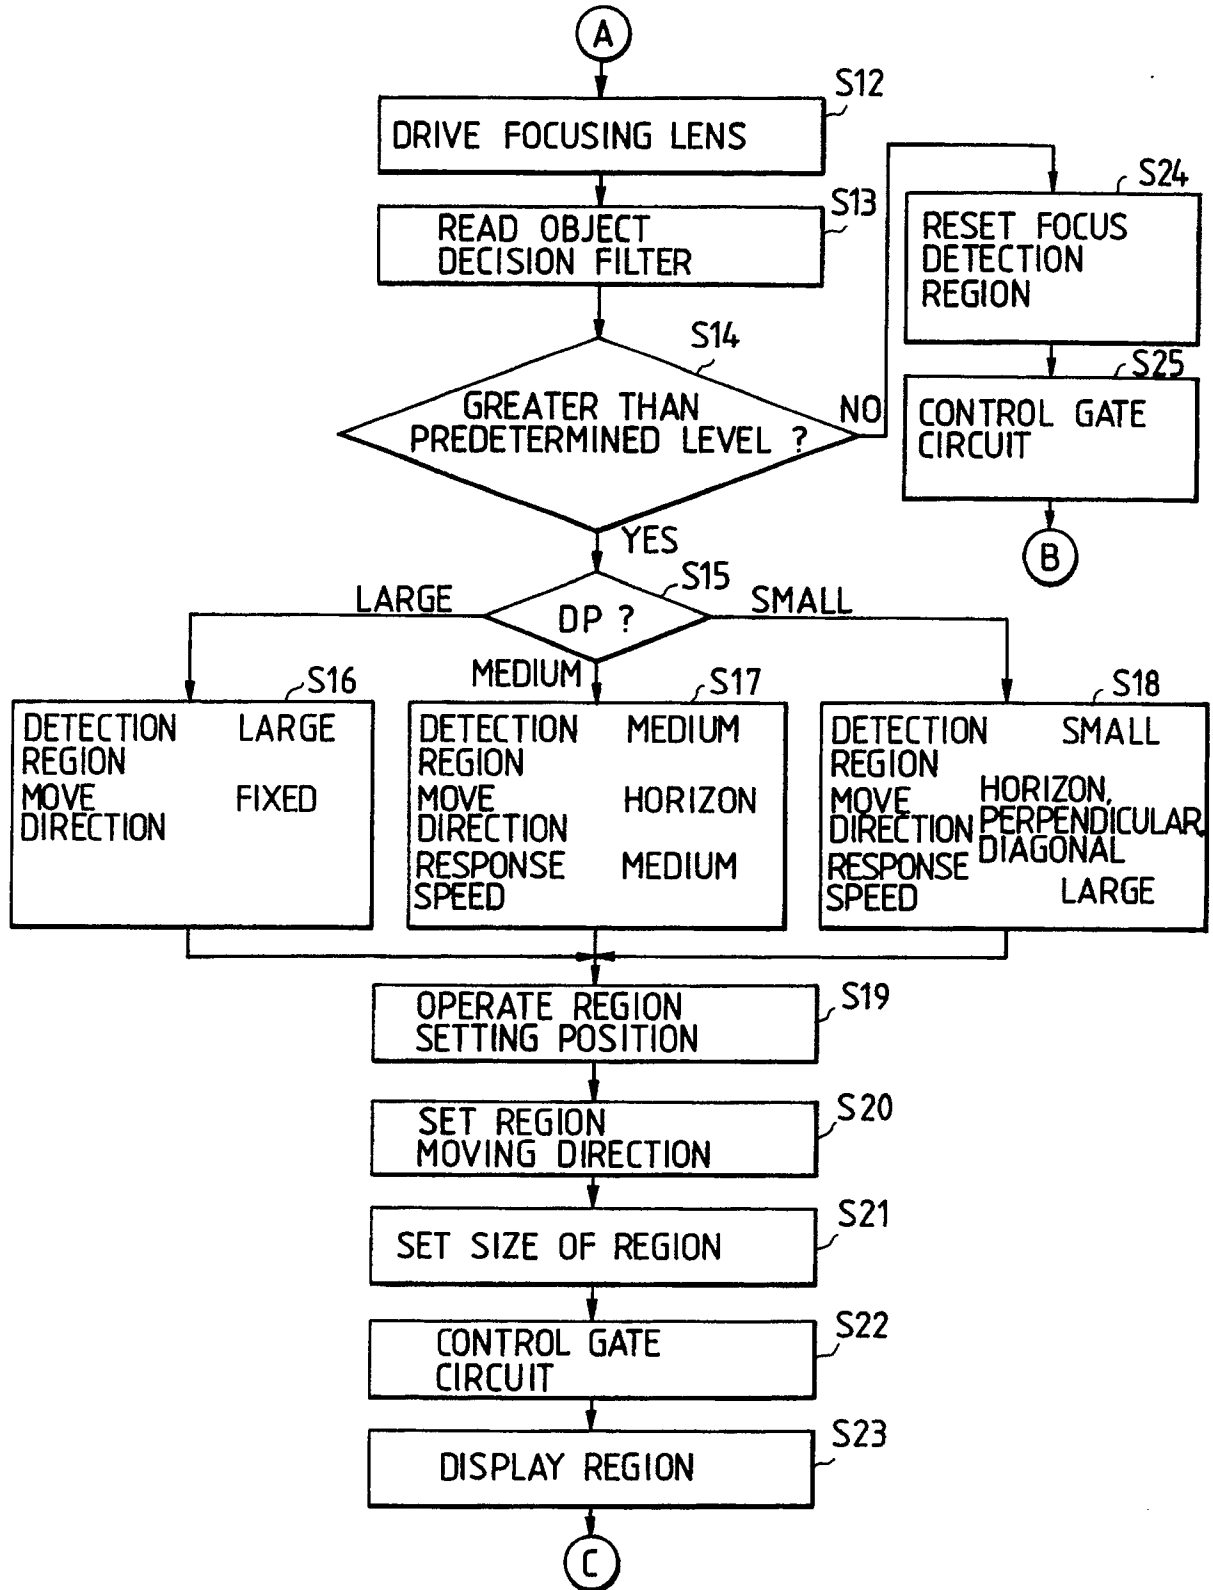 A
S12
DRIVE FOCUSING LENS
S13
READ OBJECT
DECISION FILTER
S14
GREATER THAN
PREDETERMINED LEVEL ?
NO
S24
RESET FOCUS
DETECTION
REGION
S25
CONTROL GATE
CIRCUIT
B
YES
S15
DP ?
LARGE
MEDIUM
SMALL
S16
DETECTION LARGE
REGION
MOVE FIXED
DIRECTION
S17
DETECTION MEDIUM
REGION
MOVE HORIZON
DIRECTION
RESPONSE MEDIUM
SPEED
S18
DETECTION SMALL
REGION
MOVE HORIZON,
DIRECTION PERPENDICULAR,
DIAGONAL
RESPONSE
SPEED LARGE
S19
OPERATE REGION
SETTING POSITION
S20
SET REGION
MOVING DIRECTION
S21
SET SIZE OF REGION
S22
CONTROL GATE
CIRCUIT
S23
DISPLAY REGION
C